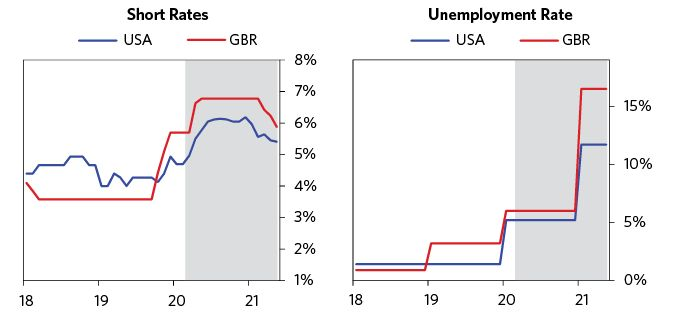 Short Rates
USA GBR
8%
7%
6%
5%
4%
3%
2%
1%
18 19 20 21
Unemployment Rate
USA GBR
15%
10%
5%
0%
18 19 20 21